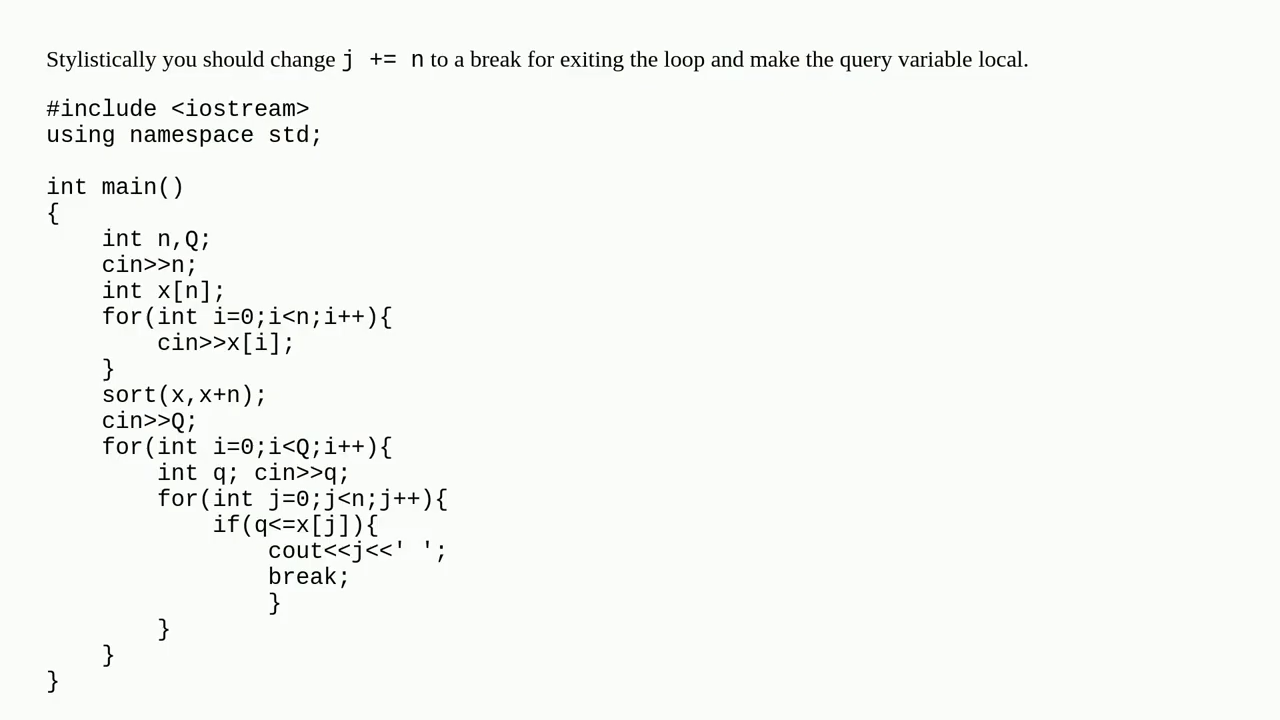 Stylistically you should change j += n to a break for exiting the loop and make the query variable local.
#include <iostream>
using namespace std;

int main()
{
    int n,Q;
    cin>>n;
    int x[n];
    for(int i=0;i<n;i++){
        cin>>x[i];
    }
    sort(x,x+n);
    cin>>Q;
    for(int i=0;i<Q;i++){
        int q; cin>>q;
        for(int j=0;j<n;j++){
            if(q<=x[j]){
                cout<<j<<' ';
                break;
                }
        }
    }
}